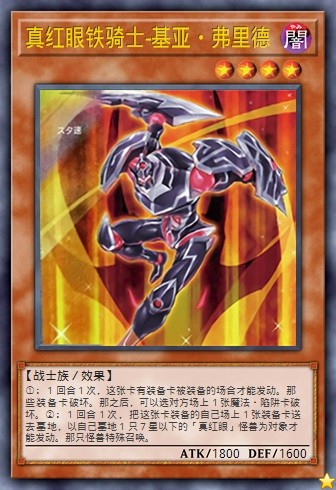 真红眼铁骑士-基亚·弗里德
闇
スタ速
【战士族/效果】
①：1回合1次，这张卡有装备卡被装备的场合才能发动。那
些装备卡破坏。那之后，可以选对方场上1张魔法·陷阱卡破
坏。②：1回合1次，把这张卡装备的自己场上1张装备卡送
去墓地，以自己墓地1只7星以下的「真红眼」怪兽为对象才
能发动。那只怪兽特殊召唤。
ATK/1800 DEF/1600